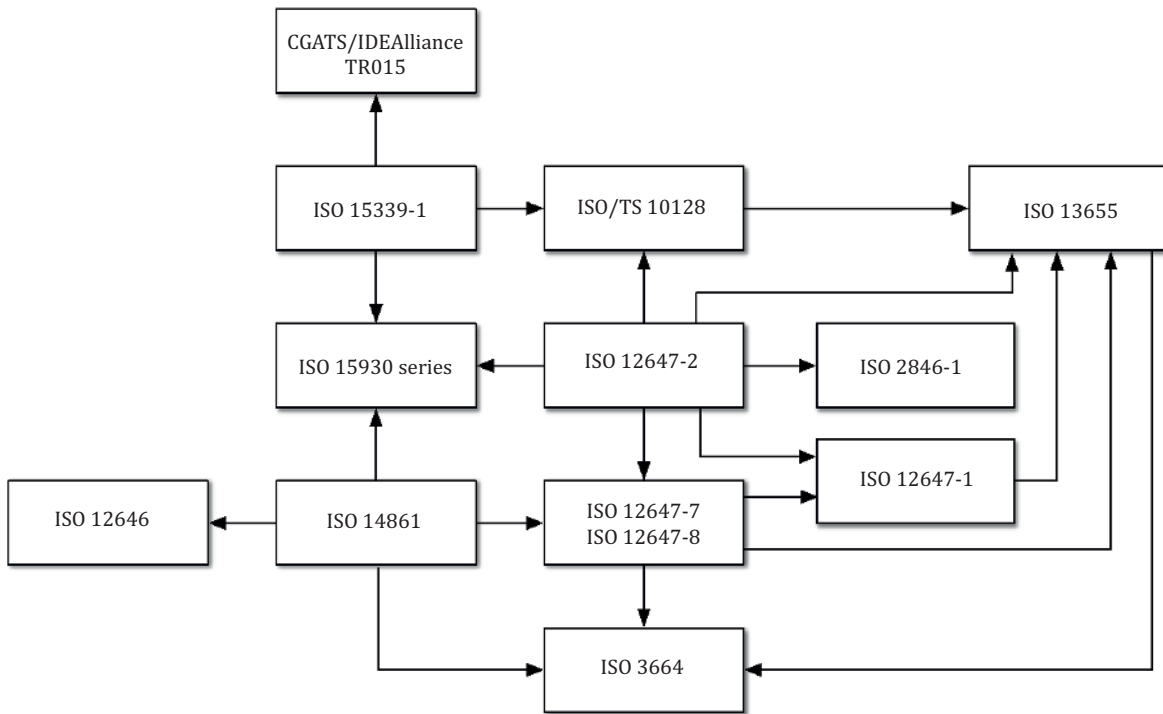 CGATS/IDEAlliance
TR015
ISO 15339-1
ISO/TS 10128
ISO 13655
ISO 15930 series
ISO 12647-2
ISO 2846-1
ISO 12647-1
ISO 12646
ISO 14861
ISO 12647-7
ISO 12647-8
ISO 3664